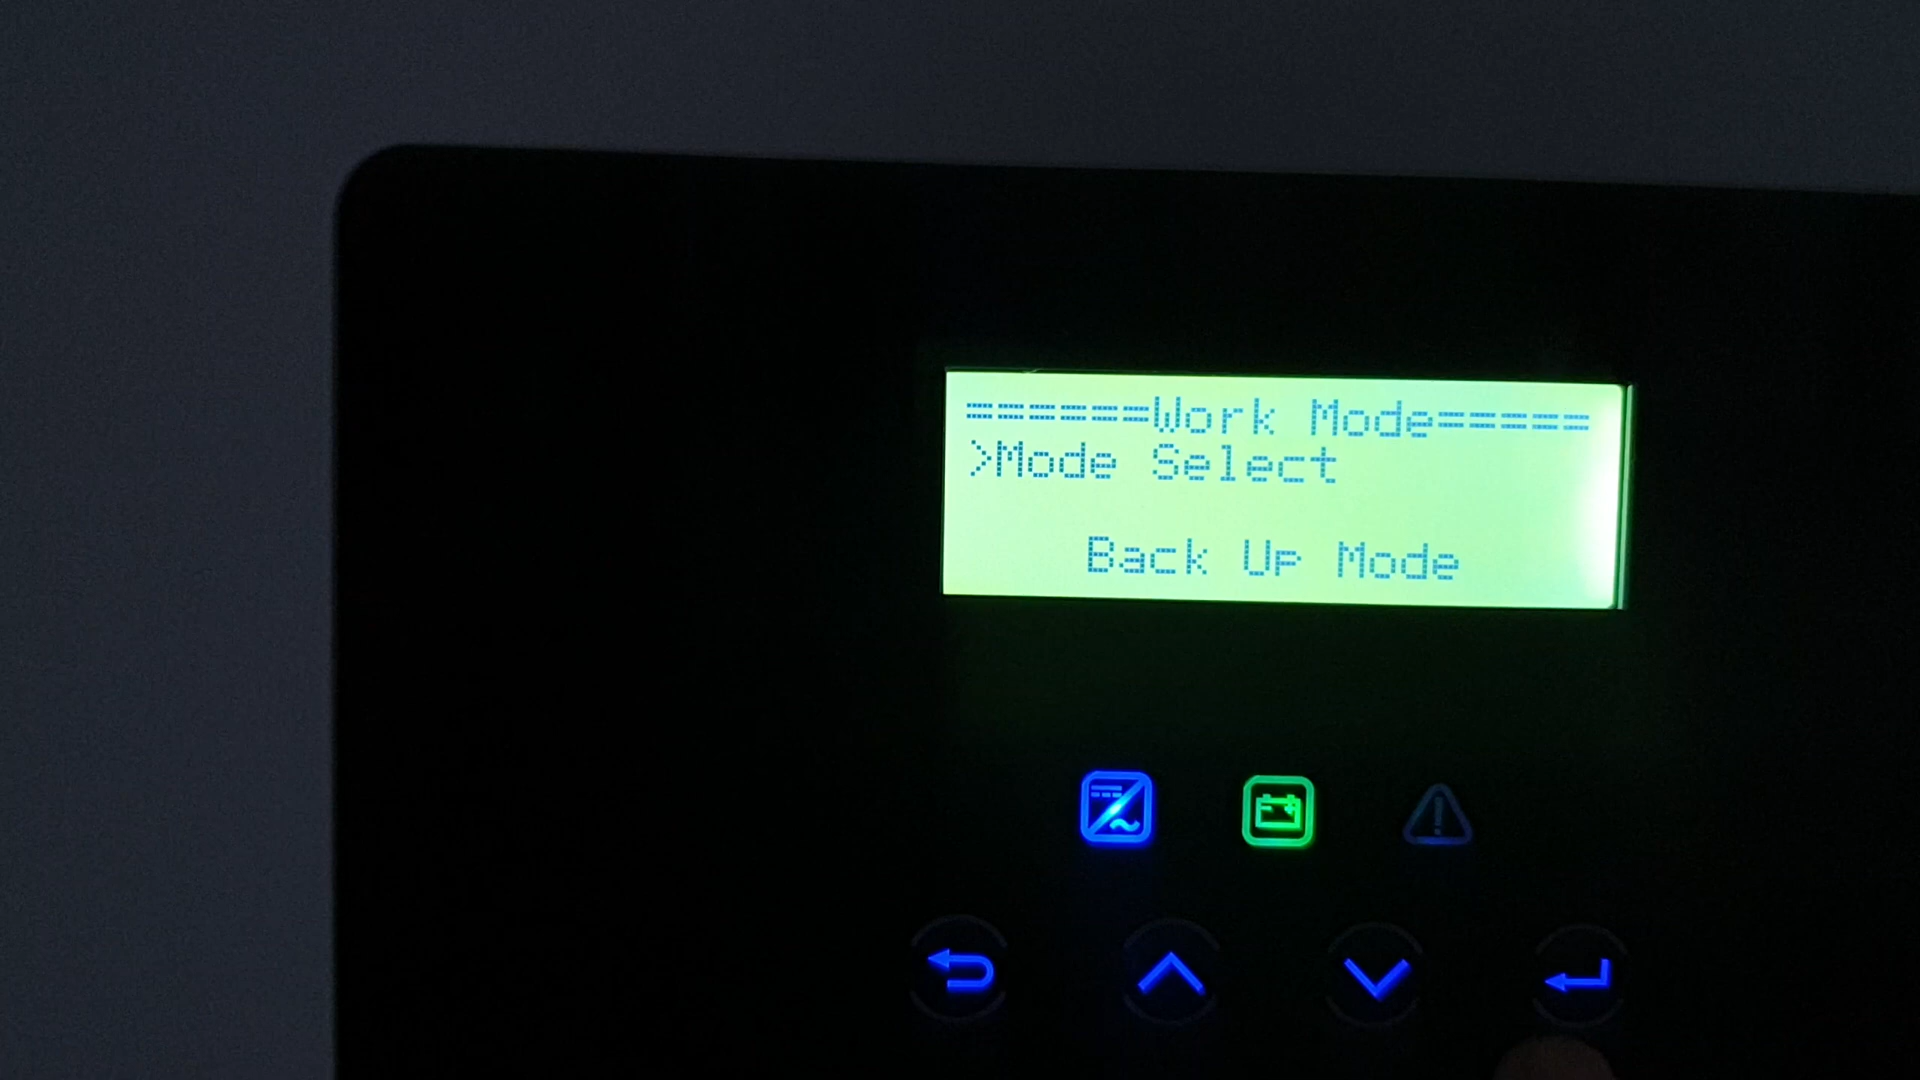 ======Work Mode=====
>Mode Select
Back Up Mode